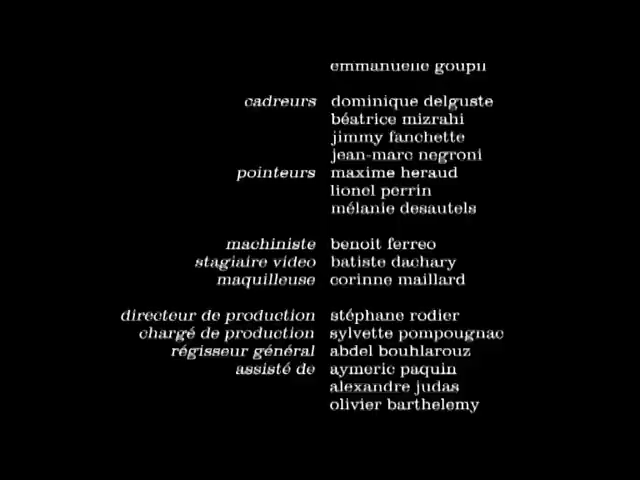 emmanuelle goupil
cadreurs dominique delguste
béatrice mizrahi
jimmy fanchette
jean-marc negroni
pointeurs maxime heraud
lionel perrin
mélanie desautels
machiniste benoit ferreo
stagiaire video batiste dachary
maquilleuse corinne maillard
directeur de production stéphane rodier
chargé de production sylvette pompougnac
régisseur général abdel bouhlarouz
assisté de aymeric paquin
alexandre judas
olivier barthelemy